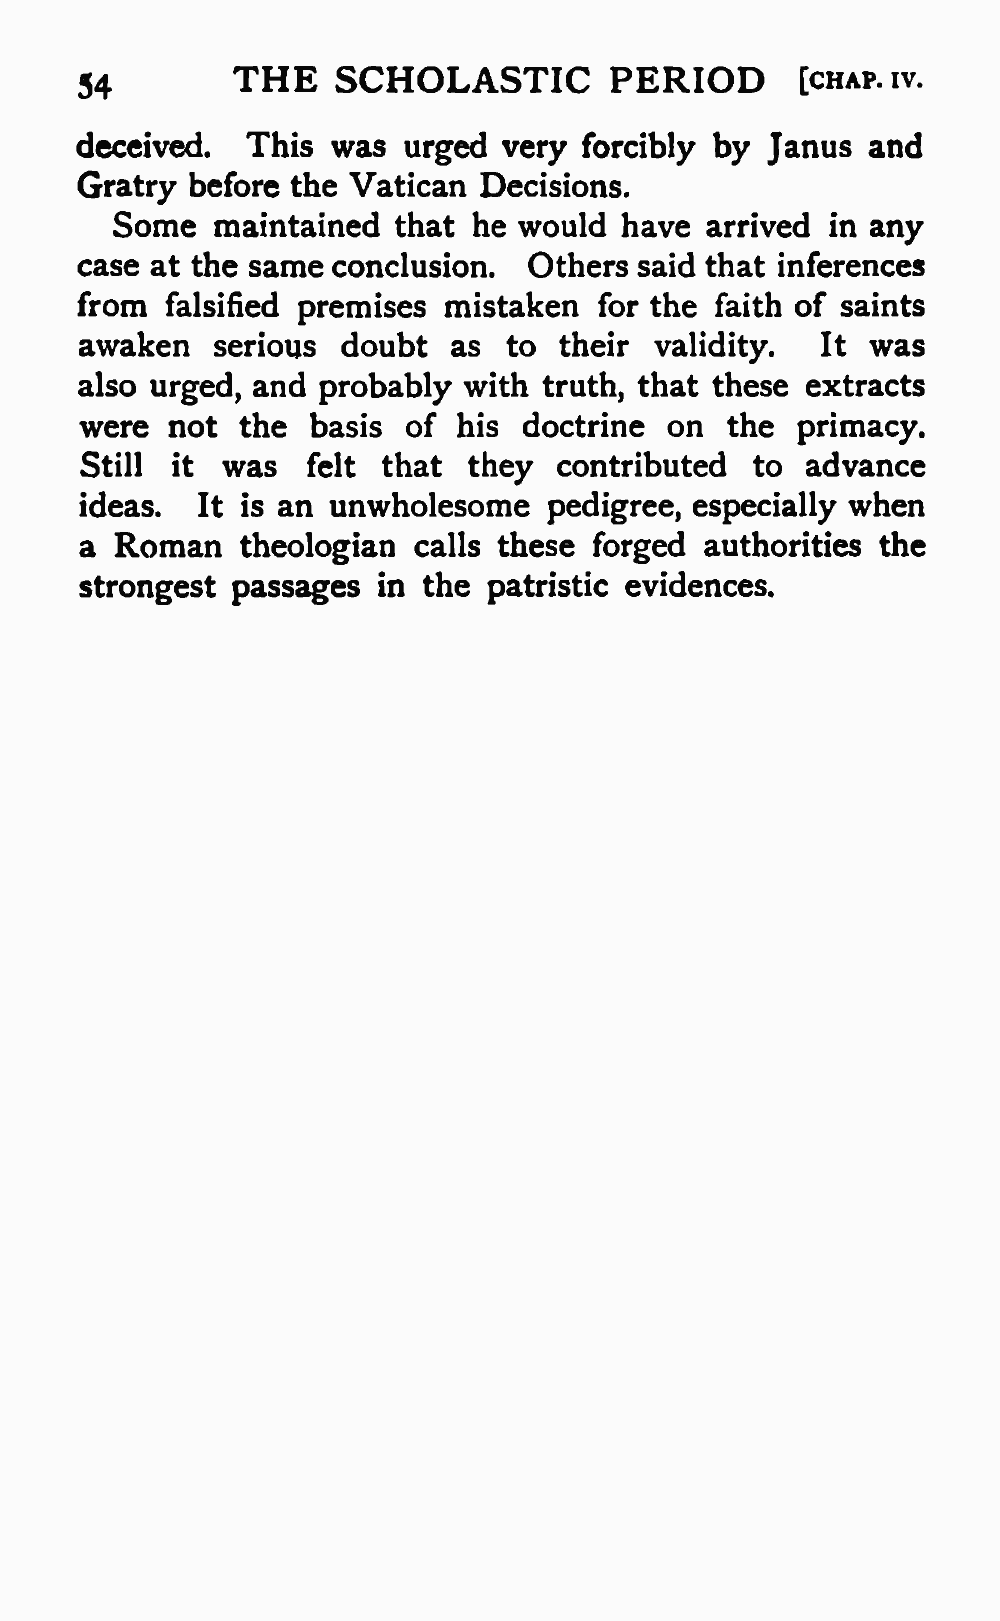 54 THE SCHOLASTIC PERIOD [CHAP. IV.
deceived. This was urged very forcibly by Janus and
Gratry before the Vatican Decisions.
Some maintained that he would have arrived in any
case at the same conclusion. Others said that inferences
from falsified premises mistaken for the faith of saints
awaken serious doubt as to their validity. It was
also urged, and probably with truth, that these extracts
were not the basis of his doctrine on the primacy.
Still it was felt that they contributed to advance
ideas. It is an unwholesome pedigree, especially when
a Roman theologian calls these forged authorities the
strongest passages in the patristic evidences.